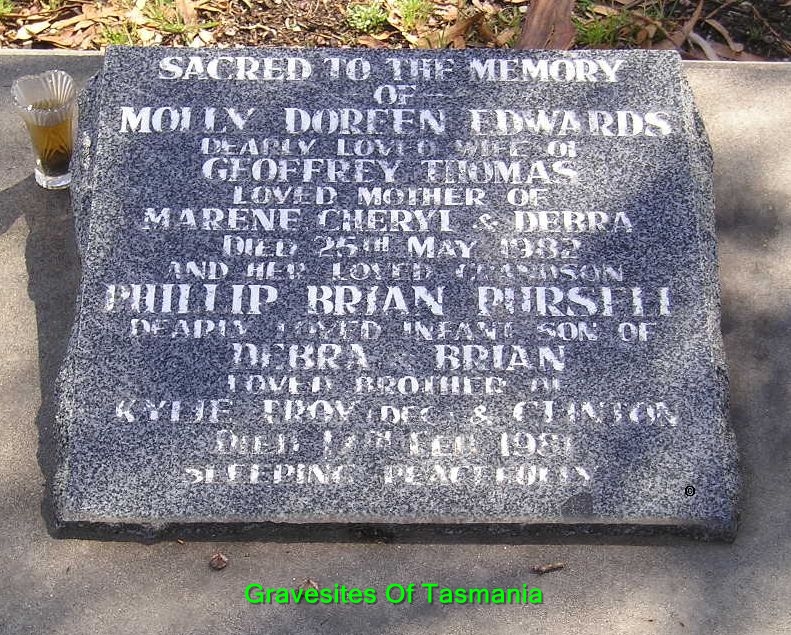 SACRED TO THE MEMORY
OF
MOLLY DOREEN EDWARDS
DEARLY LOVED WIFE OF
GEOFFREY THOMAS
LOVED MOTHER OF
MARENE CHERYL & DEBRA
DIED 25TH MAY 1982
AND HER LOVED GRANDSON
PHILLIP BRIAN PURSELL
DEARLY LOVED INFANT SON OF
DEBRA & BRIAN
LOVED BROTHER OF
KYLIE TROY (DEC) & CLINTON
DIED 17TH FEB 1981
SLEEPING PEACEFULLY
©
Gravesites Of Tasmania